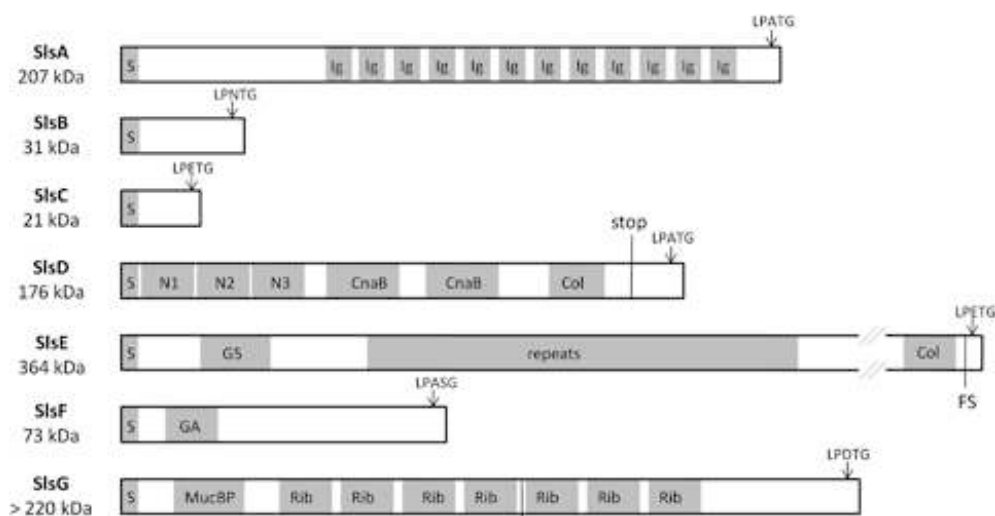 LPATG
SlsA
S Ig Ig Ig Ig Ig Ig Ig Ig Ig Ig Ig Ig
207 kDa
LPNTG
SlsB
S
31 kDa
LPETG
SlsC
S
21 kDa
stop
LPATG
SlsD
S N1 N2 N3 CnaB CnaB Col
176 kDa
LPETG
SlsE
S G5 repeats Col
364 kDa
FS
LPASG
SlsF
S GA
73 kDa
LPDTG
SlsG
S MucBP Rib Rib Rib Rib Rib Rib Rib
> 220 kDa